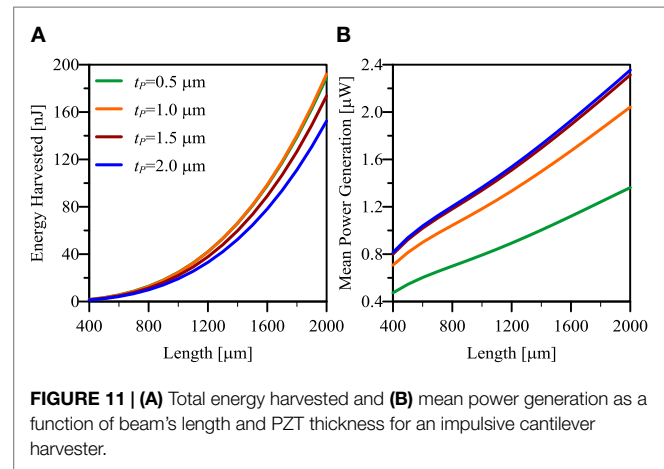 A
B
200
160
120
80
40
0
Energy Harvested [nJ]
tP=0.5 μm
tP=1.0 μm
tP=1.5 μm
tP=2.0 μm
400 800 1200 1600 2000
Length [μm]
2.4
2.0
1.6
1.2
0.8
0.4
Mean Power Generation [μW]
400 800 1200 1600 2000
Length [μm]
FIGURE 11 | (A) Total energy harvested and (B) mean power generation as a
function of beam's length and PZT thickness for an impulsive cantilever
harvester.